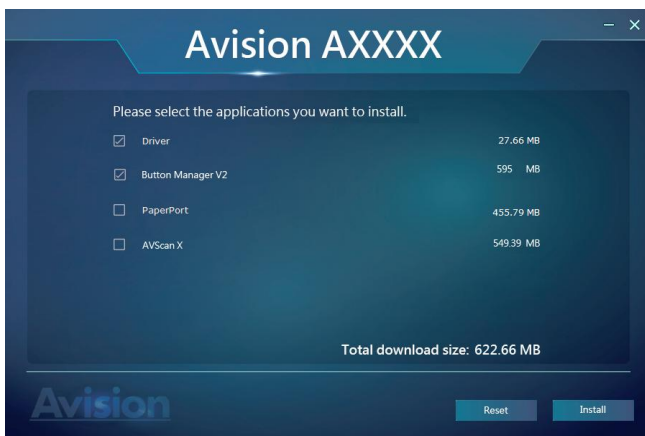 Avision AXXXX
Please select the applications you want to install.
Driver 27.66 MB
Button Manager V2 595 MB
PaperPort 455.79 MB
AVScan X 549.39 MB
Total download size: 622.66 MB
Avision
Reset Install